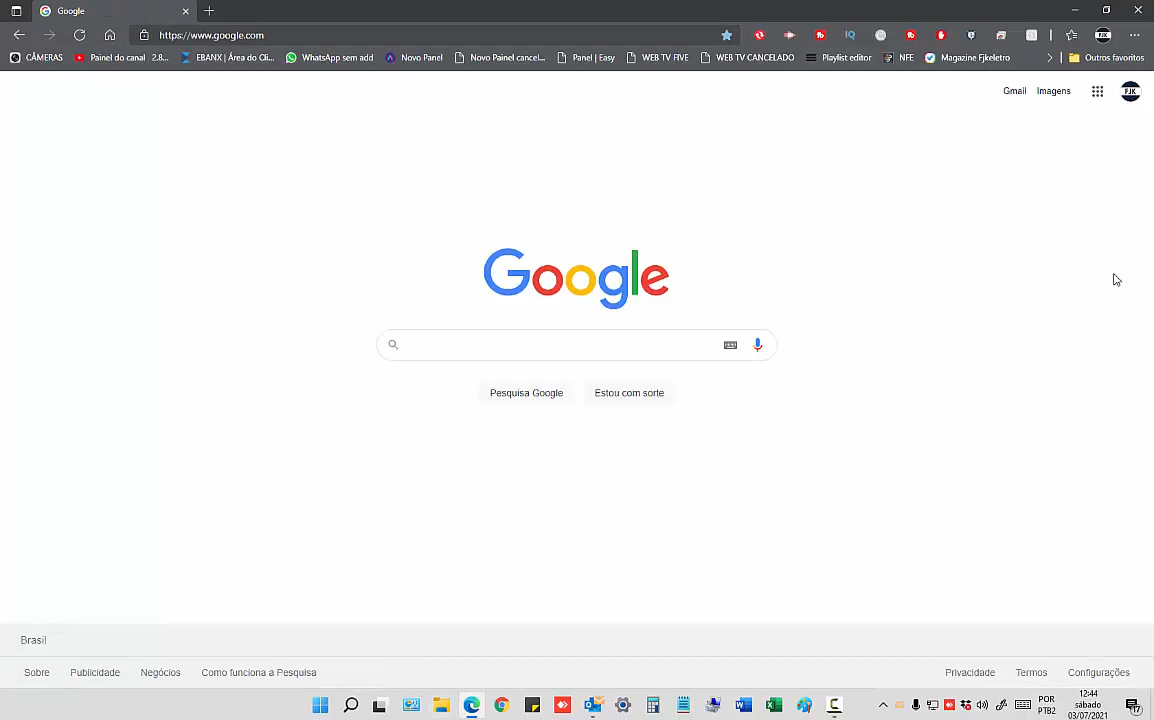 Google
https://www.google.com
CÂMERAS
Painel do canal 2.8...
EBANX | Área do Cli...
WhatsApp sem add
Novo Panel
Novo Painel cancel...
Panel | Easy
WEB TV FIVE
WEB TV CANCELADO
Playlist editor
NFE
Magazine Fjkeletro
Outros favoritos
Gmail
Imagens
FJK
Google
Pesquisa Google
Estou com sorte
Brasil
Sobre
Publicidade
Negócios
Como funciona a Pesquisa
Privacidade
Termos
Configurações
POR
PTB2
12:44
sábado
03/07/2021
17